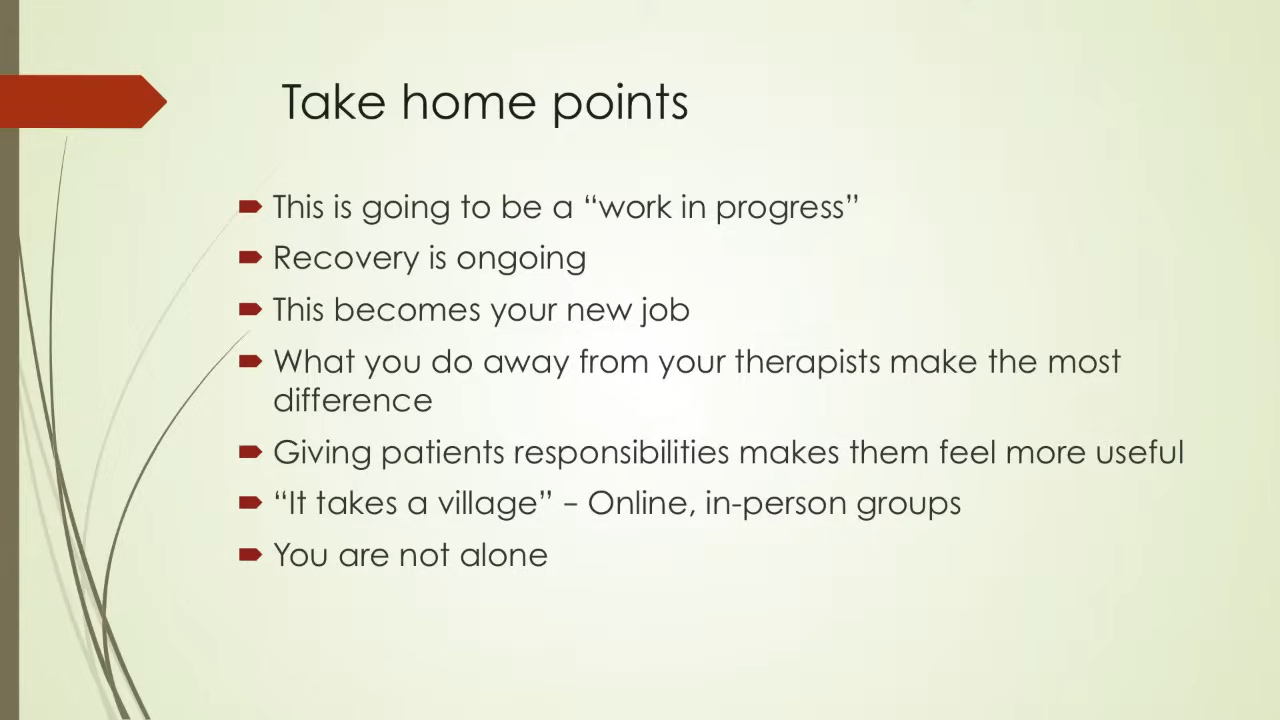 Take home points
This is going to be a “work in progress”
Recovery is ongoing
This becomes your new job
What you do away from your therapists make the most
difference
Giving patients responsibilities makes them feel more useful
“It takes a village” – Online, in-person groups
You are not alone